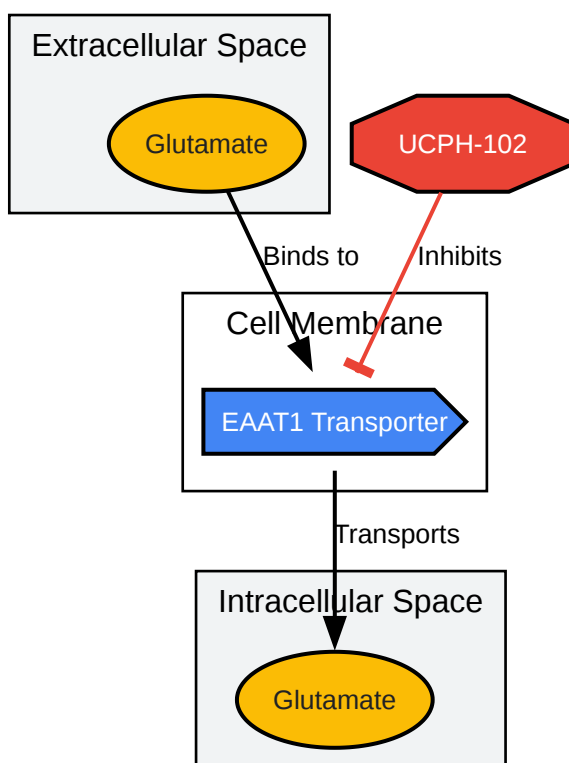 Extracellular Space
Glutamate
UCPH-102
Binds to
Inhibits
Cell Membrane
EAAT1 Transporter
Transports
Intracellular Space
Glutamate